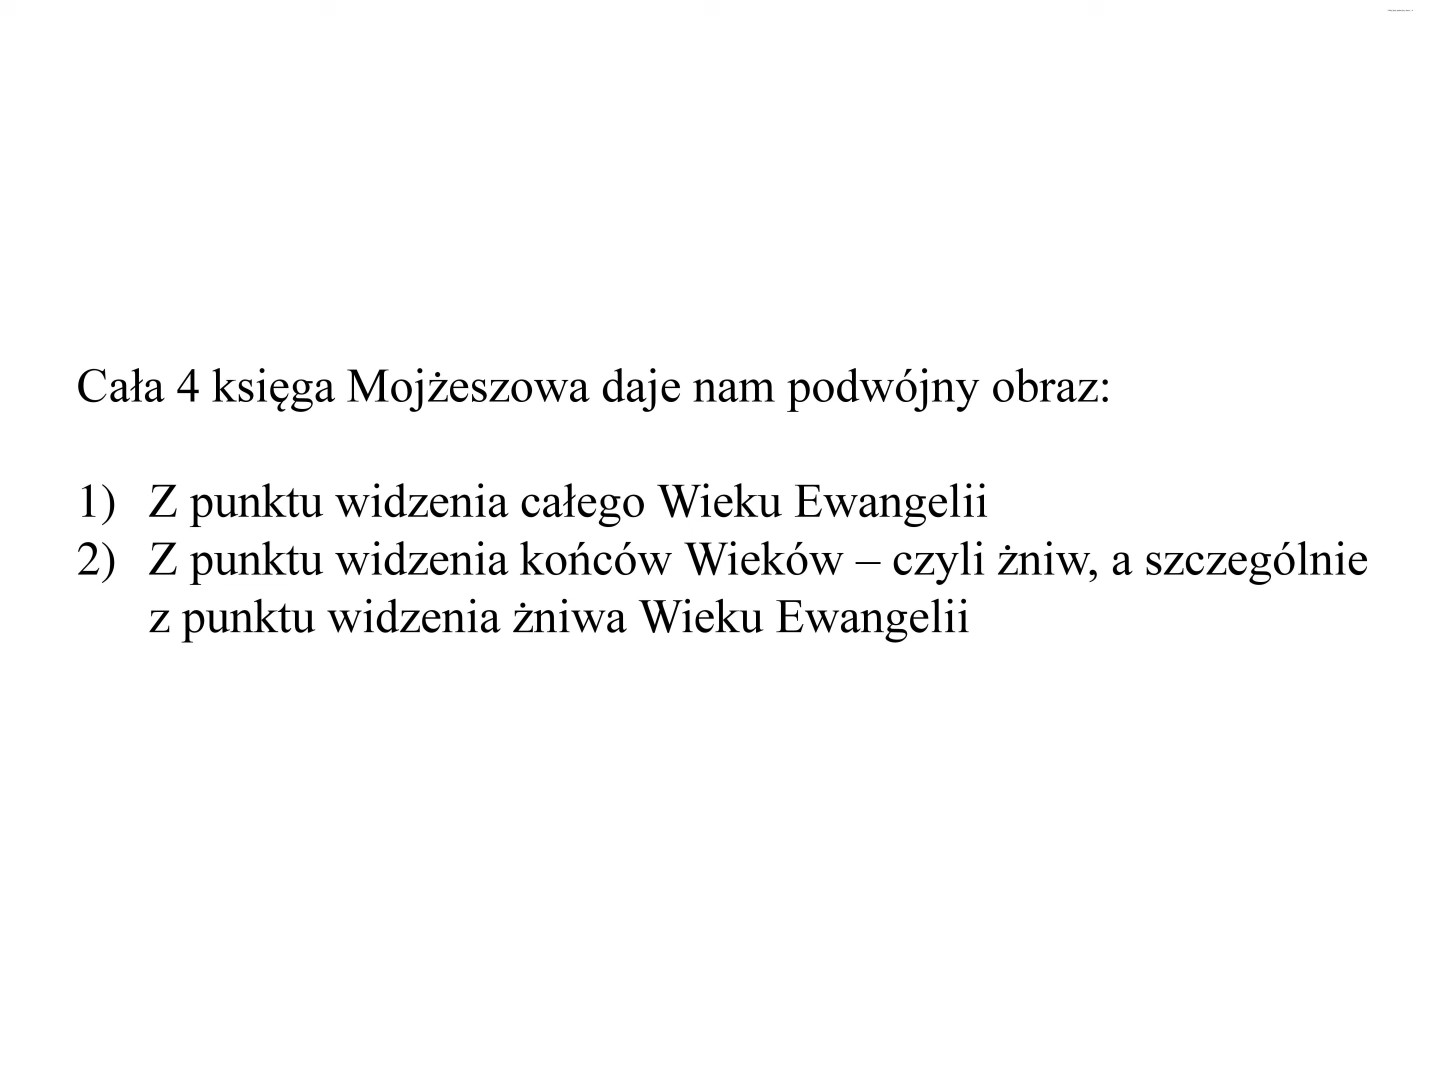 Cała 4 księga Mojżeszowa daje nam podwójny obraz:
1) Z punktu widzenia całego Wieku Ewangelii
2) Z punktu widzenia końców Wieków – czyli żniw, a szczególnie
z punktu widzenia żniwa Wieku Ewangelii